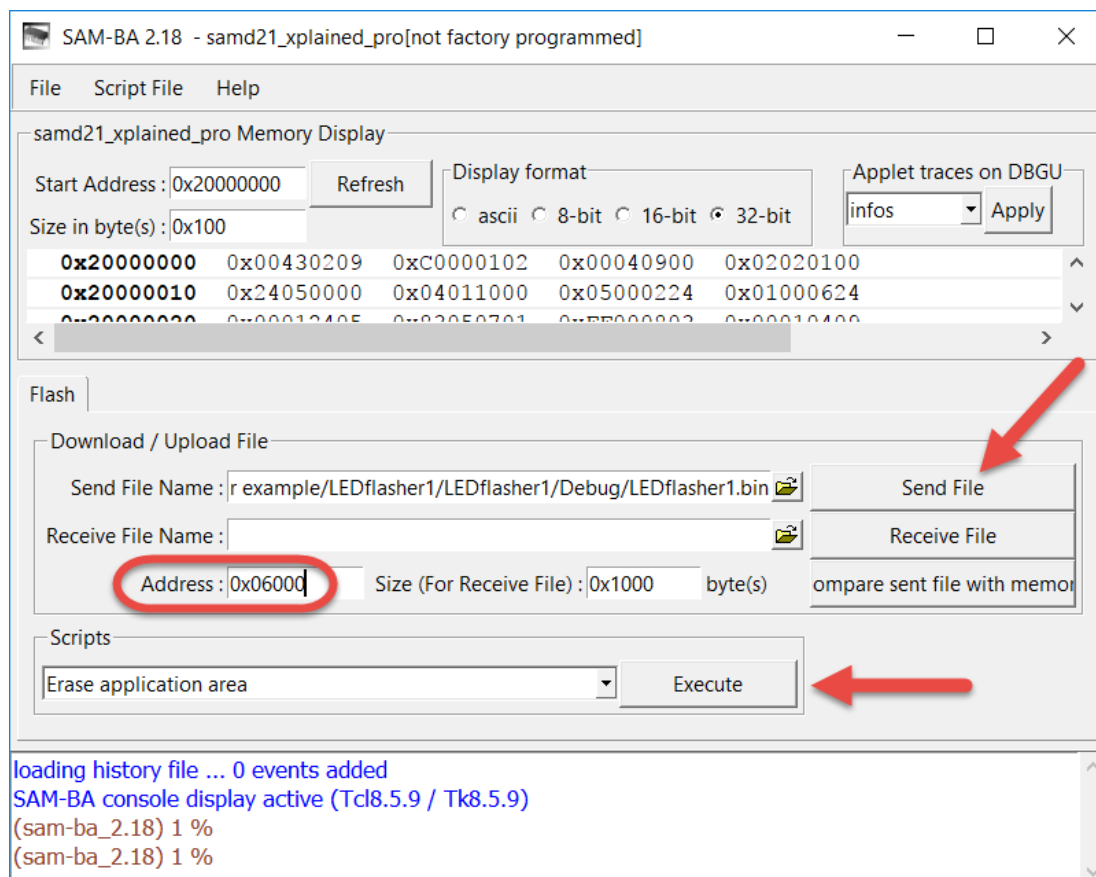 SAM-BA 2.18 - samd21_xplained_pro[not factory programmed]
File Script File Help
samd21_xplained_pro Memory Display
Start Address : 0x20000000 Refresh
Size in byte(s) : 0x100
Display format
ascii 8-bit 16-bit 32-bit
Applet traces on DBGU
infos Apply
0x20000000 0x00430209 0xC0000102 0x00040900 0x02020100
0x20000010 0x24050000 0x04011000 0x05000224 0x01000624
Flash
Download / Upload File
Send File Name : r example/LEDflasher1/LEDflasher1/Debug/LEDflasher1.bin Send File
Receive File Name : Receive File
Address : 0x06000 Size (For Receive File) : 0x1000 byte(s) ompare sent file with memor
Scripts
Erase application area Execute
loading history file ... 0 events added
SAM-BA console display active (Tcl8.5.9 / Tk8.5.9)
(sam-ba_2.18) 1 %
(sam-ba_2.18) 1 %